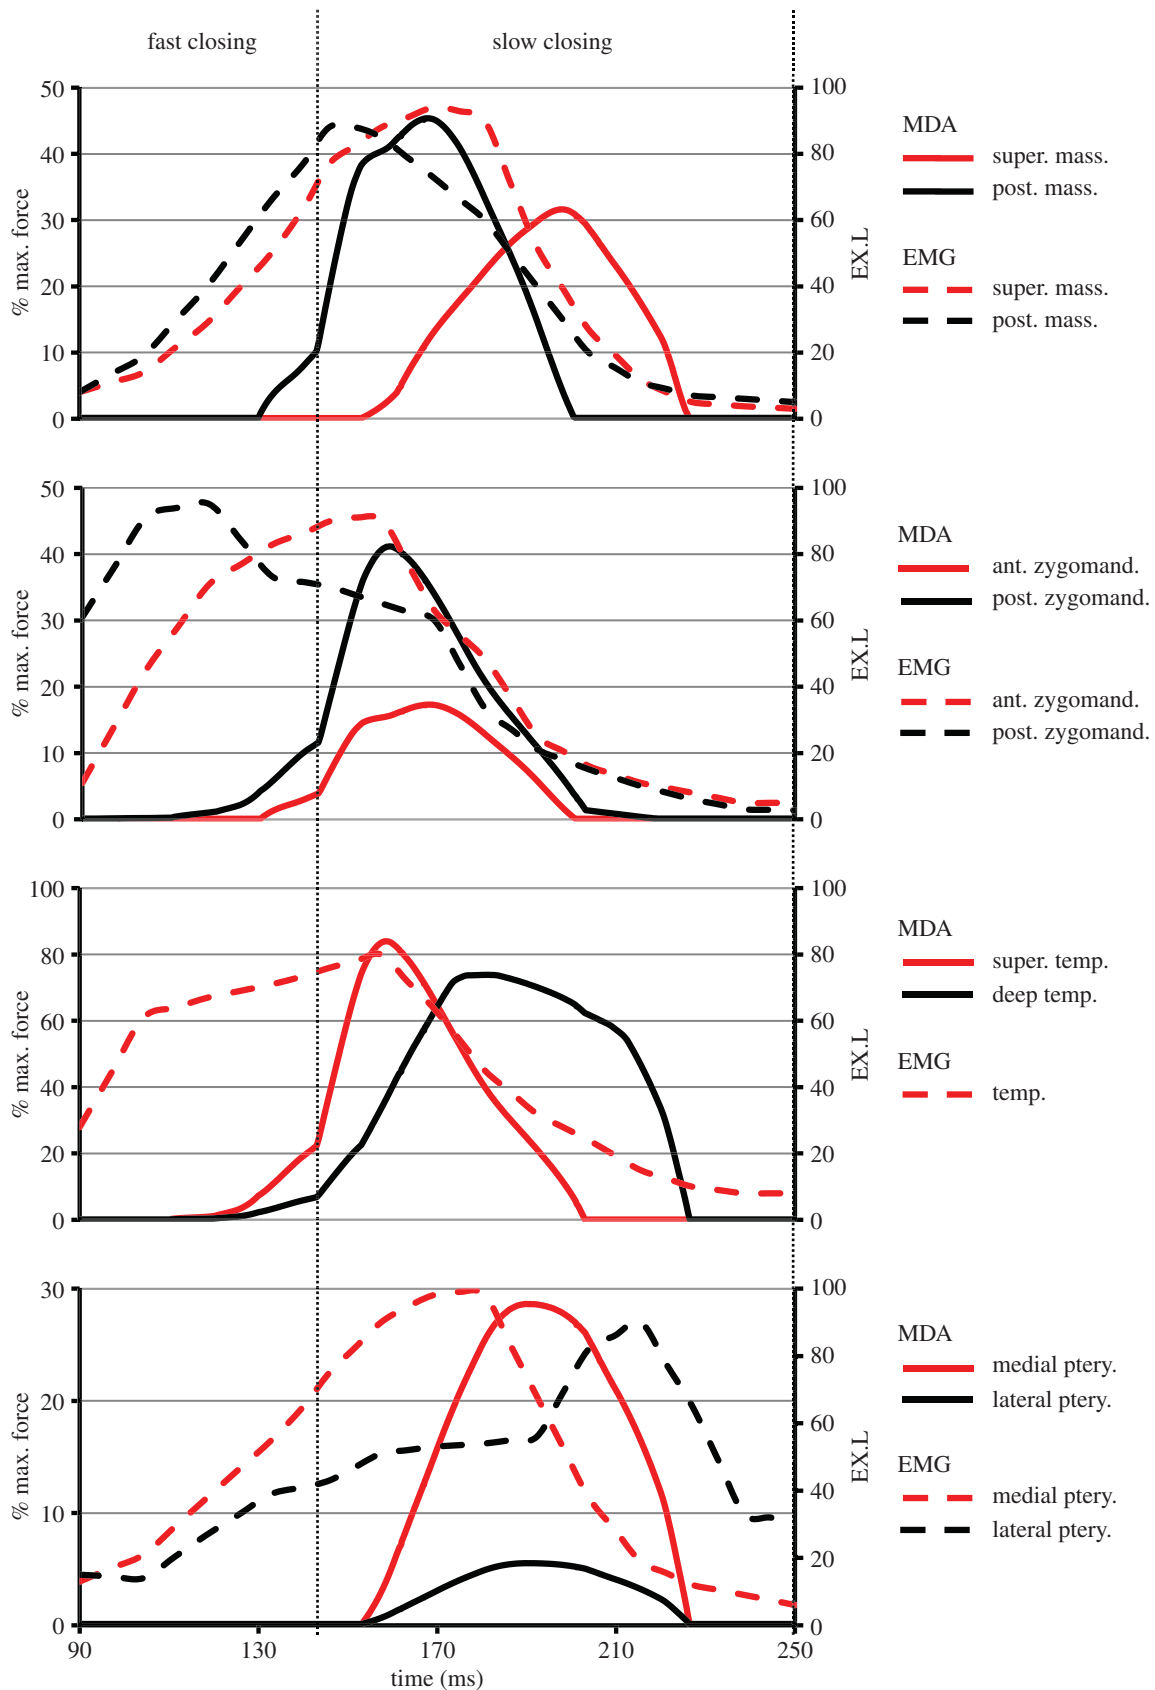 fast closing slow closing
50 100
40 80
30 60
20 40
10 20
0 0
% max. force
EX.L
MDA
super. mass.
post. mass.
EMG
super. mass.
post. mass.
50 100
40 80
30 60
20 40
10 20
0 0
% max. force
EX.L
MDA
ant. zygomand.
post. zygomand.
EMG
ant. zygomand.
post. zygomand.
100 100
80 80
60 60
40 40
20 20
0 0
% max. force
EX.L
MDA
super. temp.
deep temp.
EMG
temp.
30 100
80
20 60
40
10 20
0 0
% max. force
EX.L
MDA
medial ptery.
lateral ptery.
EMG
medial ptery.
lateral ptery.
90 130 170 210 250
time (ms)